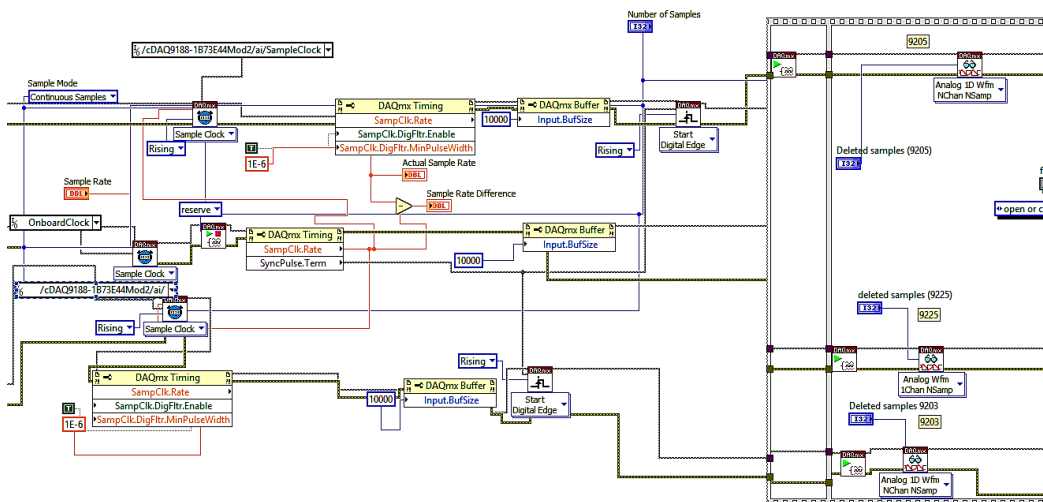 Number of Samples
I32
/cDAQ9188-1B73E44Mod2/ai/SampleClock
9205
Sample Mode
Continuous Samples
DAQmx
Sample Clock
Rising
DAQmx Timing
SampClk.Rate
SampClk.DigFltr.Enable
SampClk.DigFltr.MinPulseWidth
T
1E-6
DAQmx Buffer
Input.BufSize
10000
DAQmx
Start
Digital Edge
Rising
DAQmx
DAQmx
Analog 1D Wfm
NChan NSamp
Deleted samples (9205)
I32
Actual Sample Rate
DBL
Sample Rate
DBL
Sample Rate Difference
DBL
reserve
OnboardClock
DAQmx
Sample Clock
DAQmx
DAQmx Timing
SampClk.Rate
SyncPulse.Term
DAQmx Buffer
Input.BufSize
10000
open or c
/cDAQ9188-1B73E44Mod2/ai/
DAQmx
Sample Clock
Rising
deleted samples (9225)
I32
9225
DAQmx
DAQmx
Analog Wfm
1Chan NSamp
DAQmx Timing
SampClk.Rate
SampClk.DigFltr.Enable
SampClk.DigFltr.MinPulseWidth
T
1E-6
10000
DAQmx Buffer
Input.BufSize
Rising
DAQmx
Start
Digital Edge
Deleted samples 9203
I32
9203
DAQmx
DAQmx
Analog 1D Wfm
NChan NSamp